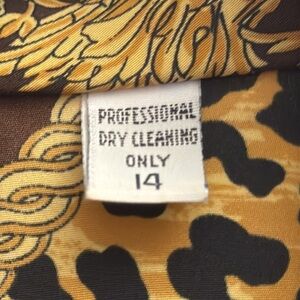 PROFESSIONAL
DRY CLEANING
ONLY
14